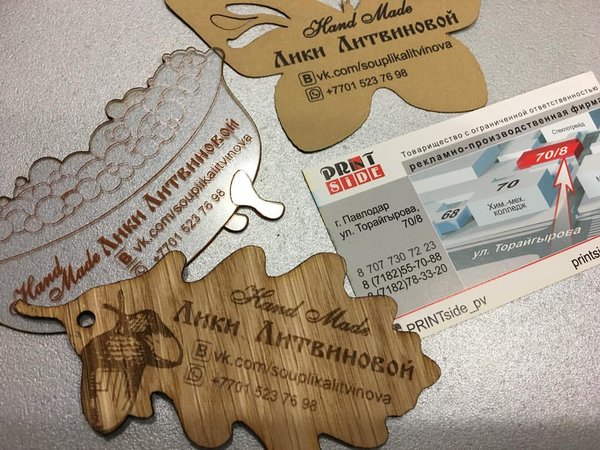 Hand Made
Лики Литвиновой
vk.com/souplikalitvinova
+7701 523 76 98
Hand
Made Лики Литвиновой
vk.com/souplikalitvinova
+7701 523 76 98
Hand Made
Лики Литвиновой
vk.com/souplikalitvinova
+7701 523 76 98
Товарищество с ограниченной ответственностью
рекламно-производственная фирма
PRINT
SIDE
Стеклотрейд
70/8
70
68
Хим.-мех.
колледж
ул. Торайгырова
г. Павлодар
ул. Торайгырова,
70/8
8 707 730 72 23
8 (7182)55-70-88
8 (7182)78-33-20
PRINTside_pv